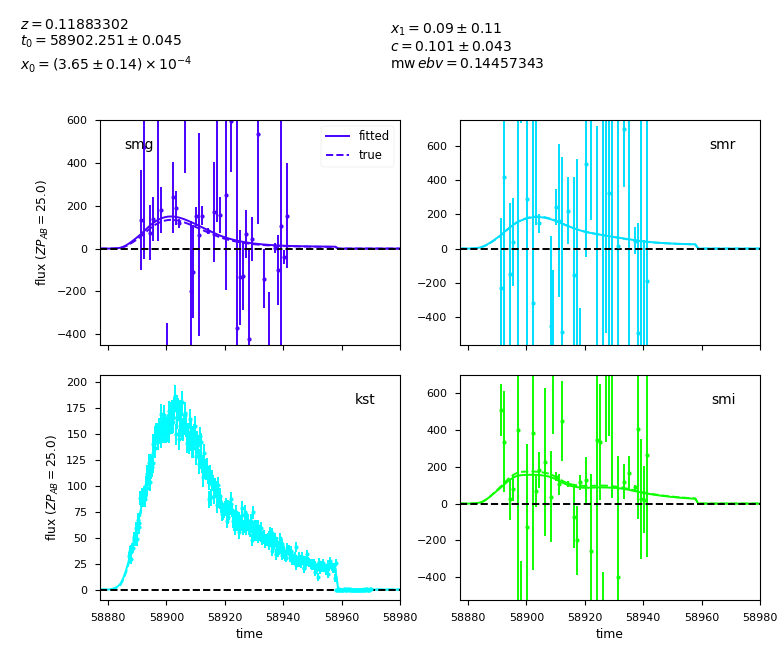 z = 0.11883302
t₀ = 58902.251 ± 0.045
x₀ = (3.65 ± 0.14) × 10⁻⁴
x₁ = 0.09 ± 0.11
c = 0.101 ± 0.043
mw ebv = 0.14457343
smg
fitted
true
600
400
200
0
−200
−400
flux (ZP_AB = 25.0)
smr
600
400
200
0
−200
−400
kst
200
175
150
125
100
75
50
25
0
flux (ZP_AB = 25.0)
58880 58900 58920 58940 58960 58980
time
smi
600
400
200
0
−200
−400
58880 58900 58920 58940 58960 58980
time